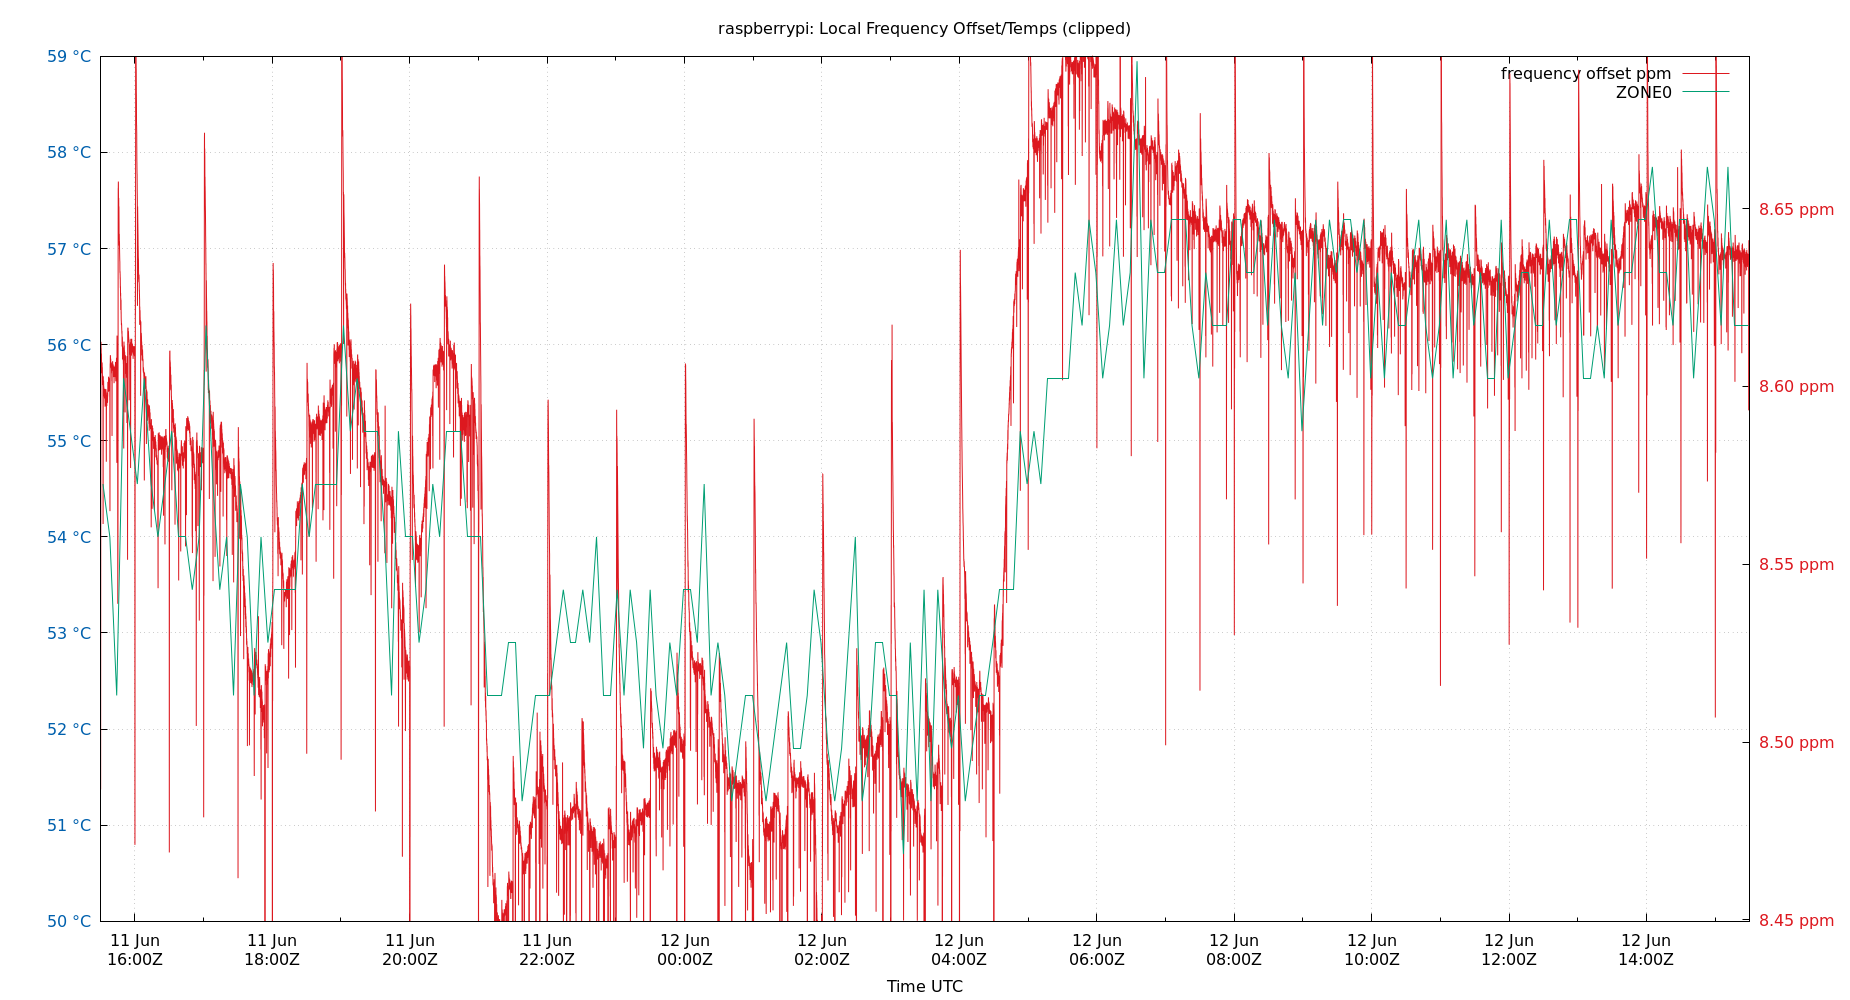 raspberrypi: Local Frequency Offset/Temps (clipped)
frequency offset ppm
ZONE0
59 °C
58 °C
57 °C
56 °C
55 °C
54 °C
53 °C
52 °C
51 °C
50 °C
8.65 ppm
8.60 ppm
8.55 ppm
8.50 ppm
8.45 ppm
11 Jun 11 Jun 11 Jun 11 Jun 12 Jun 12 Jun 12 Jun 12 Jun 12 Jun 12 Jun 12 Jun 12 Jun
16:00Z 18:00Z 20:00Z 22:00Z 00:00Z 02:00Z 04:00Z 06:00Z 08:00Z 10:00Z 12:00Z 14:00Z
Time UTC